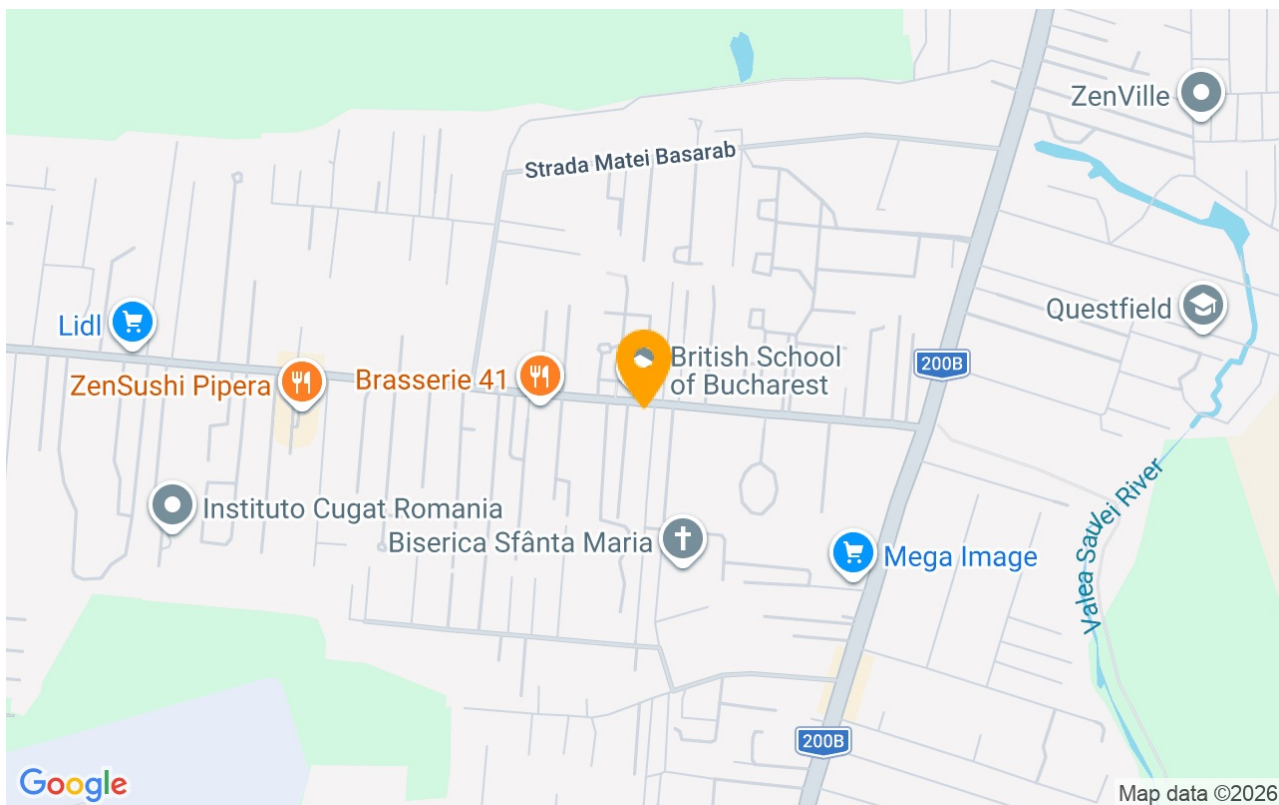 ZenVille
Strada Matei Basarab
Questfield
Lidl
British School
of Bucharest
200B
Brasserie 41
ZenSushi Pipera
Instituto Cugat Romania
Biserica Sfânta Maria
Mega Image
Valea Saulei River
200B
Google
Map data ©2026